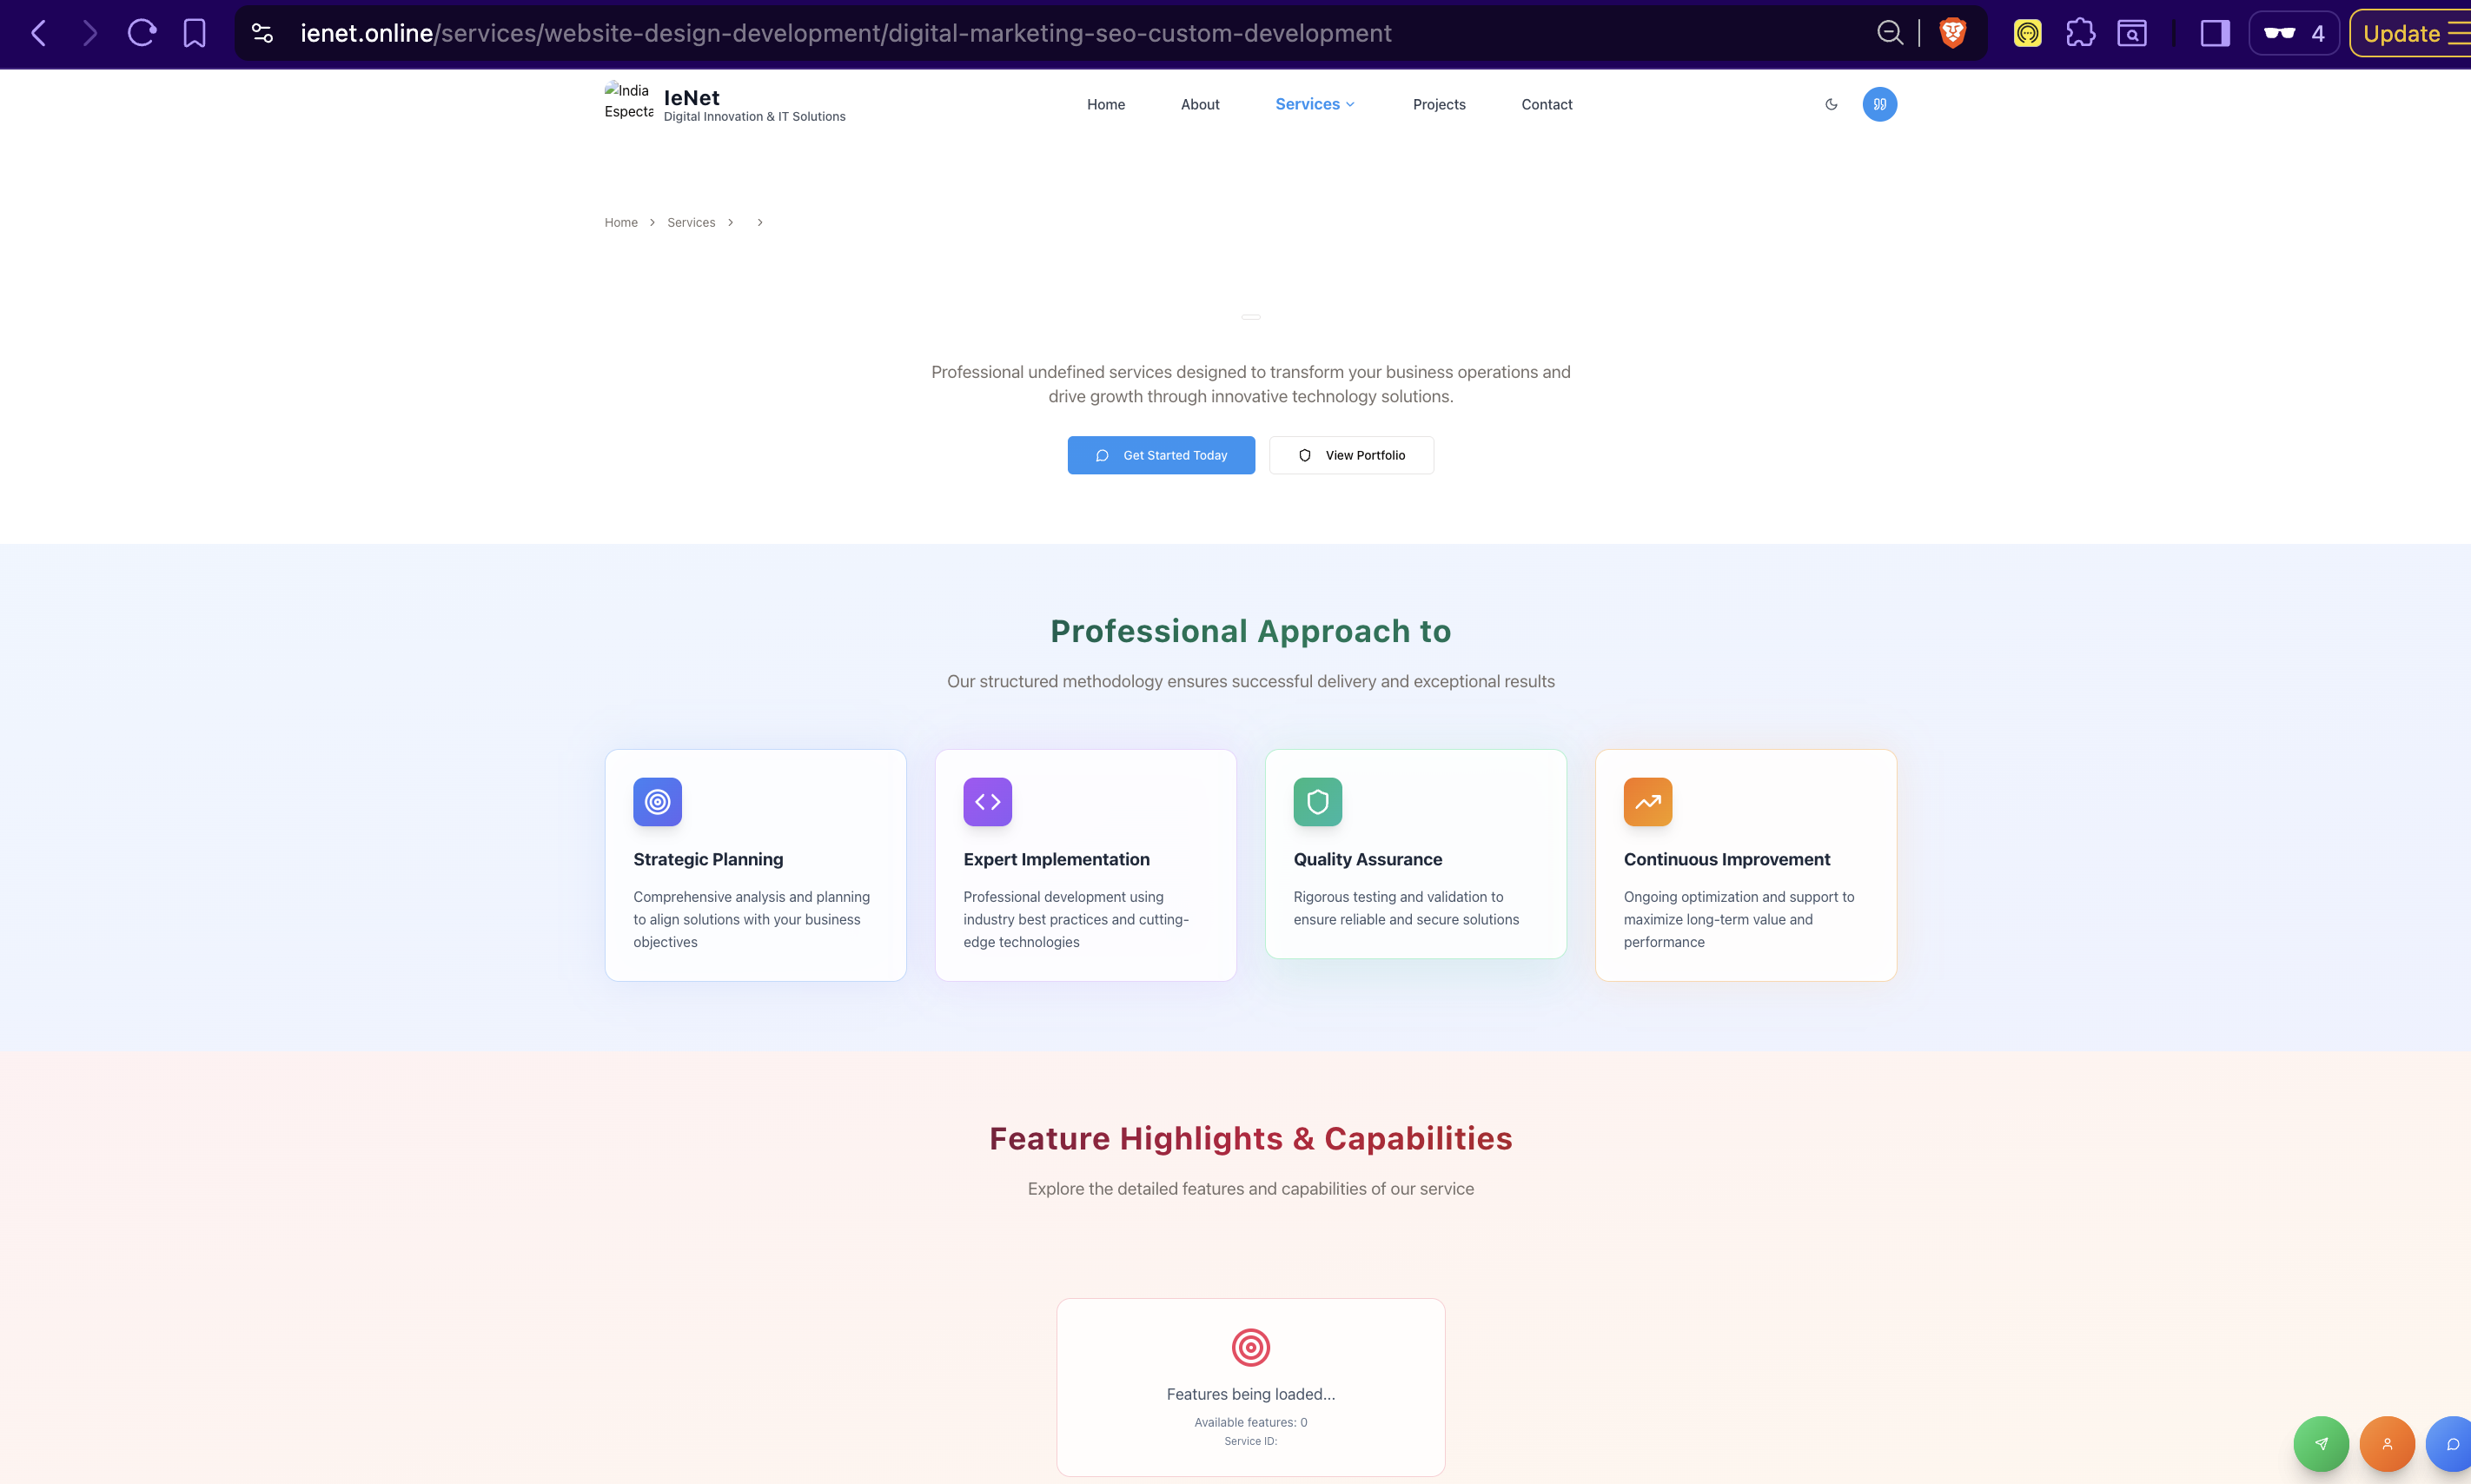 ienet.online/services/website-design-development/digital-marketing-seo-custom-development
4
Update
India
Especta
IeNet
Digital Innovation & IT Solutions
Home
About
Services
Projects
Contact
Home
Services
Professional undefined services designed to transform your business operations and
drive growth through innovative technology solutions.
Get Started Today
View Portfolio
Professional Approach to
Our structured methodology ensures successful delivery and exceptional results
Strategic Planning
Comprehensive analysis and planning
to align solutions with your business
objectives
Expert Implementation
Professional development using
industry best practices and cutting-
edge technologies
Quality Assurance
Rigorous testing and validation to
ensure reliable and secure solutions
Continuous Improvement
Ongoing optimization and support to
maximize long-term value and
performance
Feature Highlights & Capabilities
Explore the detailed features and capabilities of our service
Features being loaded...
Available features: 0
Service ID: